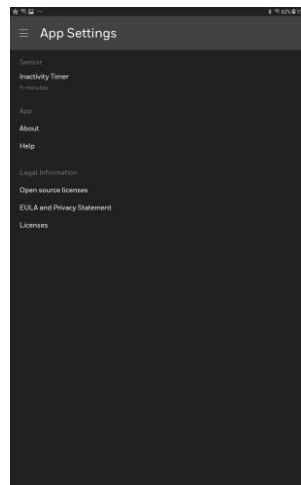 App Settings
Sensor
Inactivity Timer
5 minutes
App
About
Help
Legal Information
Open source licenses
EULA and Privacy Statement
Licenses